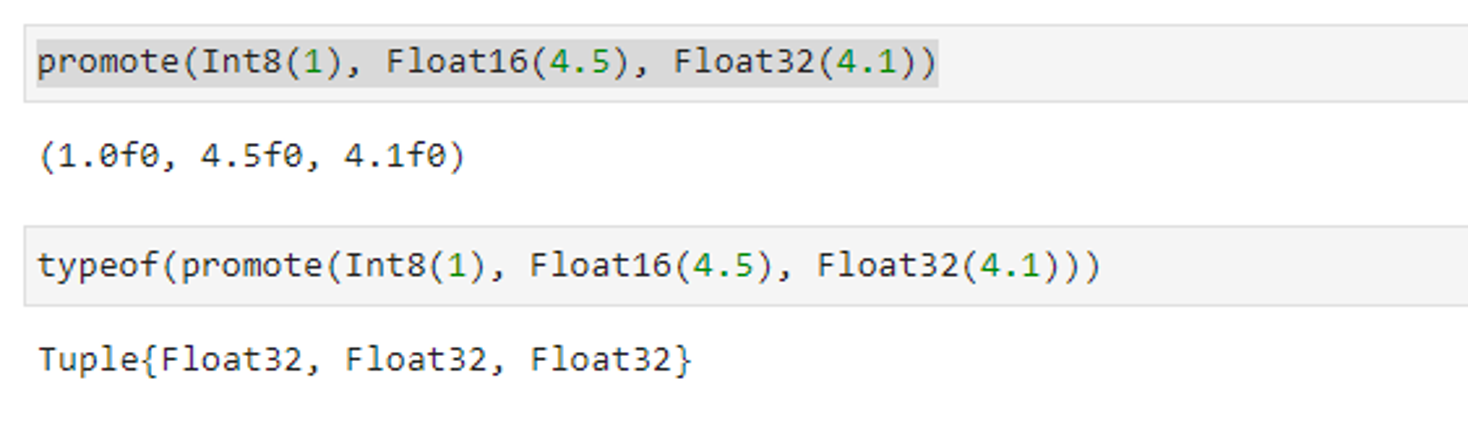 promote(Int8(1), Float16(4.5), Float32(4.1))
(1.0f0, 4.5f0, 4.1f0)
typeof(promote(Int8(1), Float16(4.5), Float32(4.1)))
Tuple{Float32, Float32, Float32}